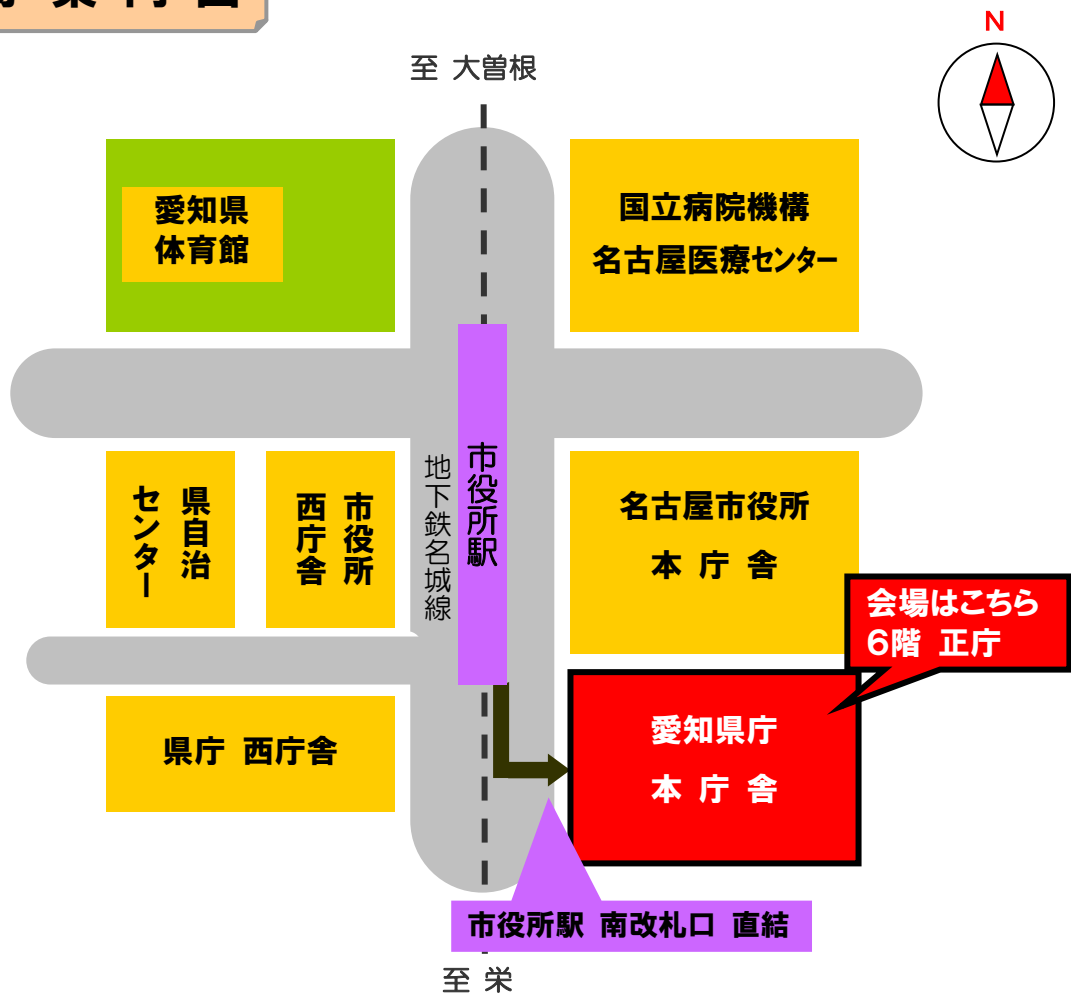 案内図
N
至 大曽根
愛知県
体育館
国立病院機構
名古屋医療センター
市役所駅
地下鉄名城線
県自治
センター
市役所
西庁舎
名古屋市役所
本庁舎
会場はこちら
6階 正庁
愛知県庁
本庁舎
県庁 西庁舎
市役所駅 南改札口 直結
至 栄